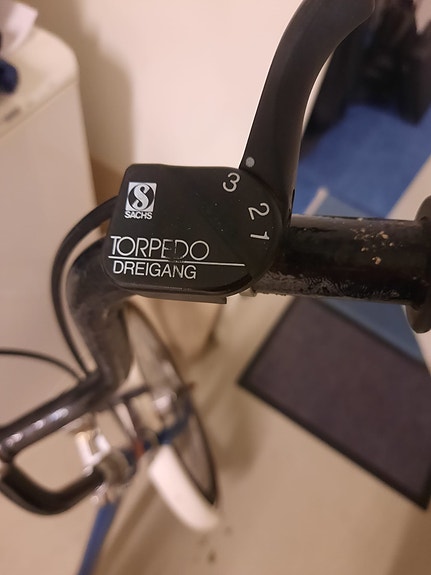 S
SACHS
TORPEDO
DREIGANG
3
2
1